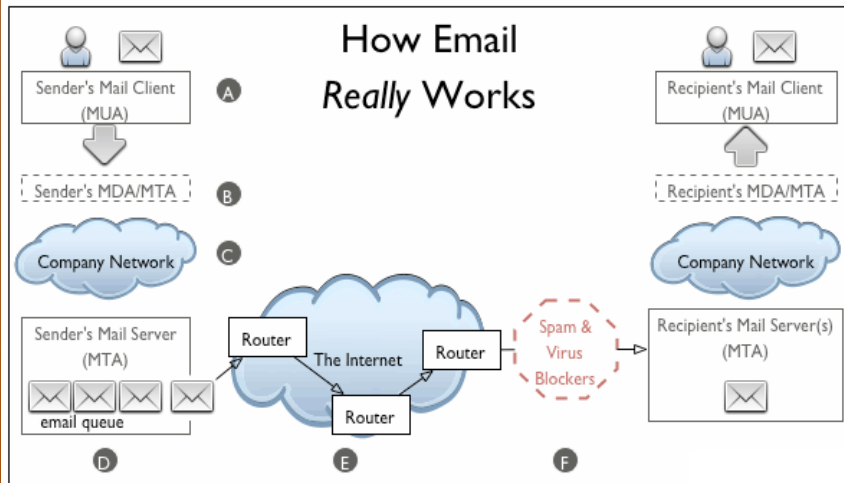 How Email
Really Works
Sender's Mail Client
(MUA)
A
Recipient's Mail Client
(MUA)
Sender's MDA/MTA
B
Recipient's MDA/MTA
Company Network
C
Company Network
Sender's Mail Server
(MTA)
email queue
Router
The Internet
Router
Router
Spam &
Virus
Blockers
Recipient's Mail Server(s)
(MTA)
D
E
F